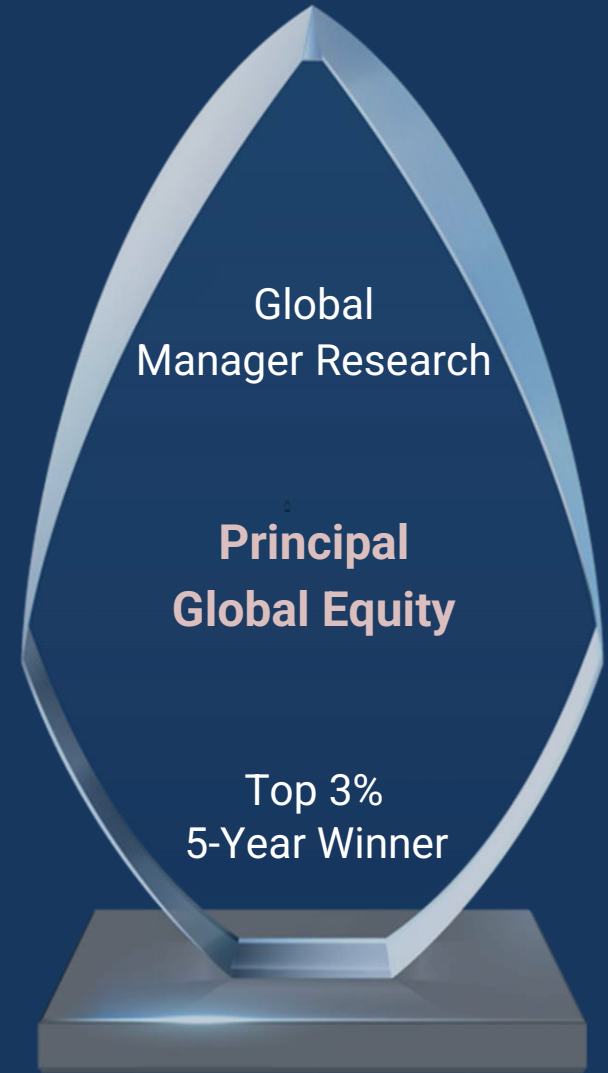 Global
Manager Research
Principal
Global Equity
Top 3%
5-Year Winner